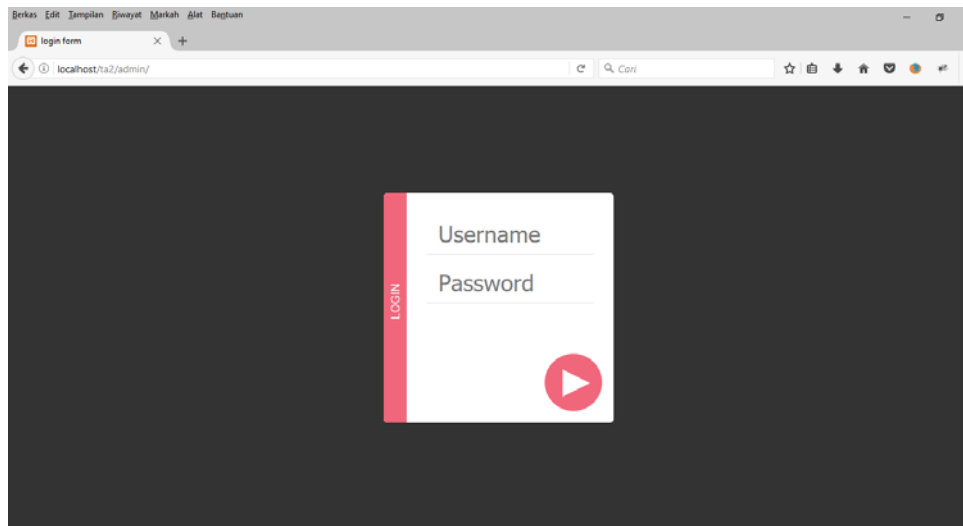 Berkas Edit Tampilan Riwayat Markah Alat Bantuan
login form
localhost/ta2/admin/
Cari
LOGIN
Username
Password